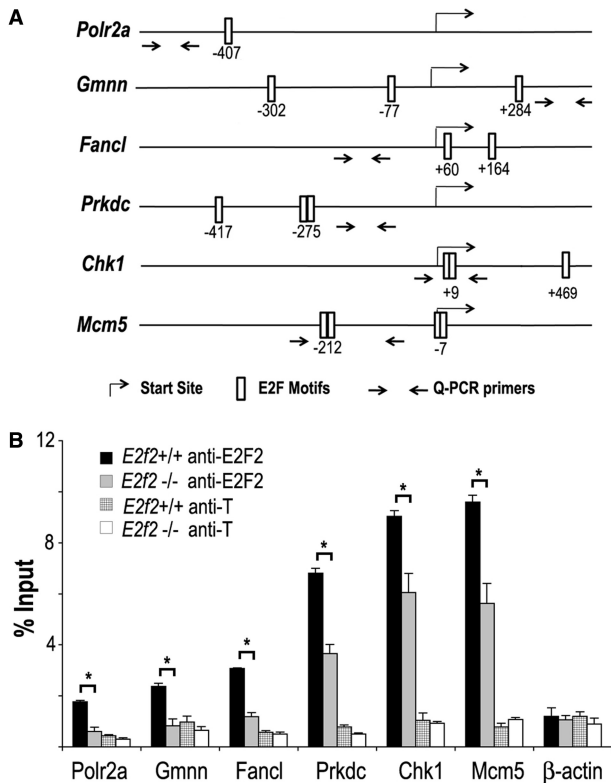 A
Polr2a
-407
Gmnn
-302 -77 +284
Fancl
+60 +164
Prkdc
-417 -275
Chk1
+9 +469
Mcm5
-212 -7
Start Site E2F Motifs Q-PCR primers
B
12
8
4
% Input
E2f2+/+ anti-E2F2
E2f2 -/- anti-E2F2
E2f2+/+ anti-T
E2f2 -/- anti-T
* * * * * *
Polr2a Gmnn Fancl Prkdc Chk1 Mcm5 β-actin